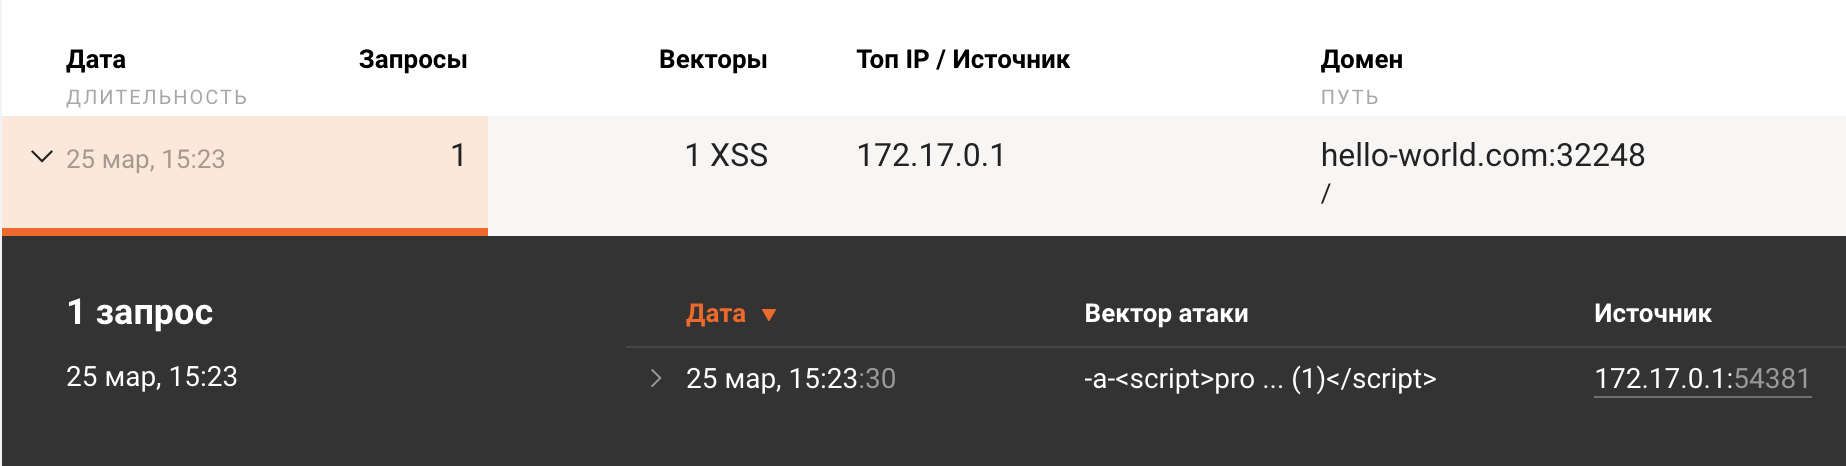 Дата Запросы Векторы Топ IP / Источник Домен
ДЛИТЕЛЬНОСТЬ ПУТЬ
25 мар, 15:23 1 1 XSS 172.17.0.1 hello-world.com:32248
/
1 запрос Дата Вектор атаки Источник
25 мар, 15:23 25 мар, 15:23:30 -a-<script>pro ... (1)</script> 172.17.0.1:54381